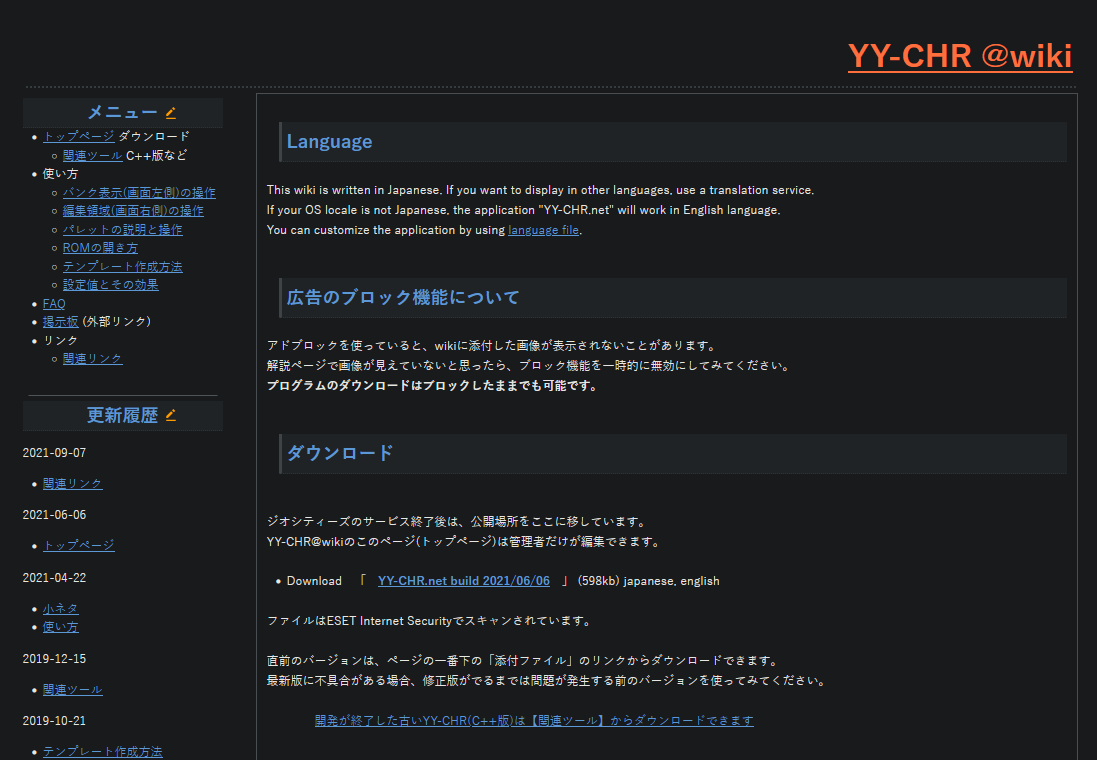 YY-CHR @wiki
メニュー
トップページ ダウンロード
関連ツール C++版など
使い方
バンク表示(画面左側)の操作
編集領域(画面右側)の操作
パレットの説明と操作
ROMの開き方
テンプレート作成方法
設定値とその効果
FAQ
掲示板 (外部リンク)
リンク
関連リンク
更新履歴
2021-09-07
関連リンク
2021-06-06
トップページ
2021-04-22
小ネタ
使い方
2019-12-15
関連ツール
2019-10-21
テンプレート作成方法
Language
This wiki is written in Japanese. If you want to display in other languages, use a translation service.
If your OS locale is not Japanese, the application "YY-CHR.net" will work in English language.
You can customize the application by using language file.
広告のブロック機能について
アドブロックを使っていると、wikiに添付した画像が表示されないことがあります。
解説ページで画像が見えていないと思ったら、ブロック機能を一時的に無効にしてみてください。
プログラムのダウンロードはブロックしたままでも可能です。
ダウンロード
ジオシティーズのサービス終了後は、公開場所をここに移しています。
YY-CHR@wikiのこのページ(トップページ)は管理者だけが編集できます。
Download 「 YY-CHR.net build 2021/06/06 」 (598kb) japanese, english
ファイルはESET Internet Securityでスキャンされています。
直前のバージョンは、ページの一番下の「添付ファイル」のリンクからダウンロードできます。
最新版に不具合がある場合、修正版がでるまでは問題が発生する前のバージョンを使ってみてください。
開発が終了した古いYY-CHR(C++版)は【関連ツール】からダウンロードできます